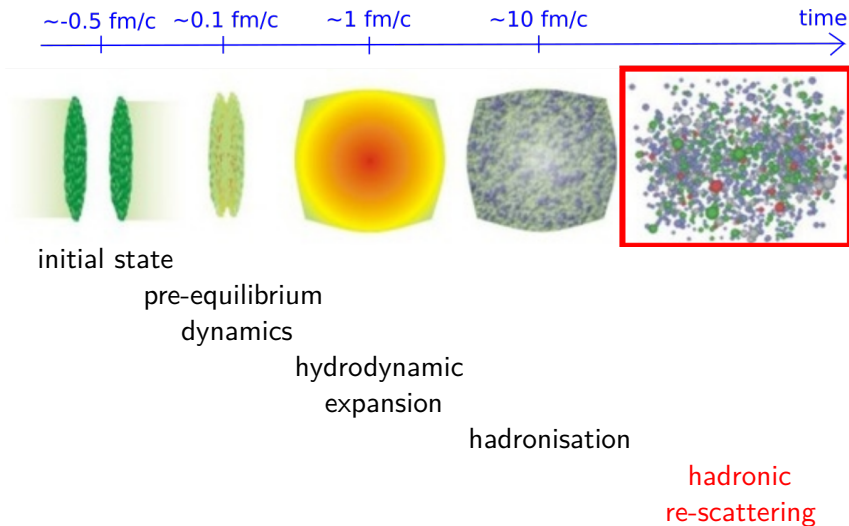 ~-0.5 fm/c ~0.1 fm/c ~1 fm/c ~10 fm/c time
initial state
pre-equilibrium
dynamics
hydrodynamic
expansion
hadronisation
hadronic
re-scattering